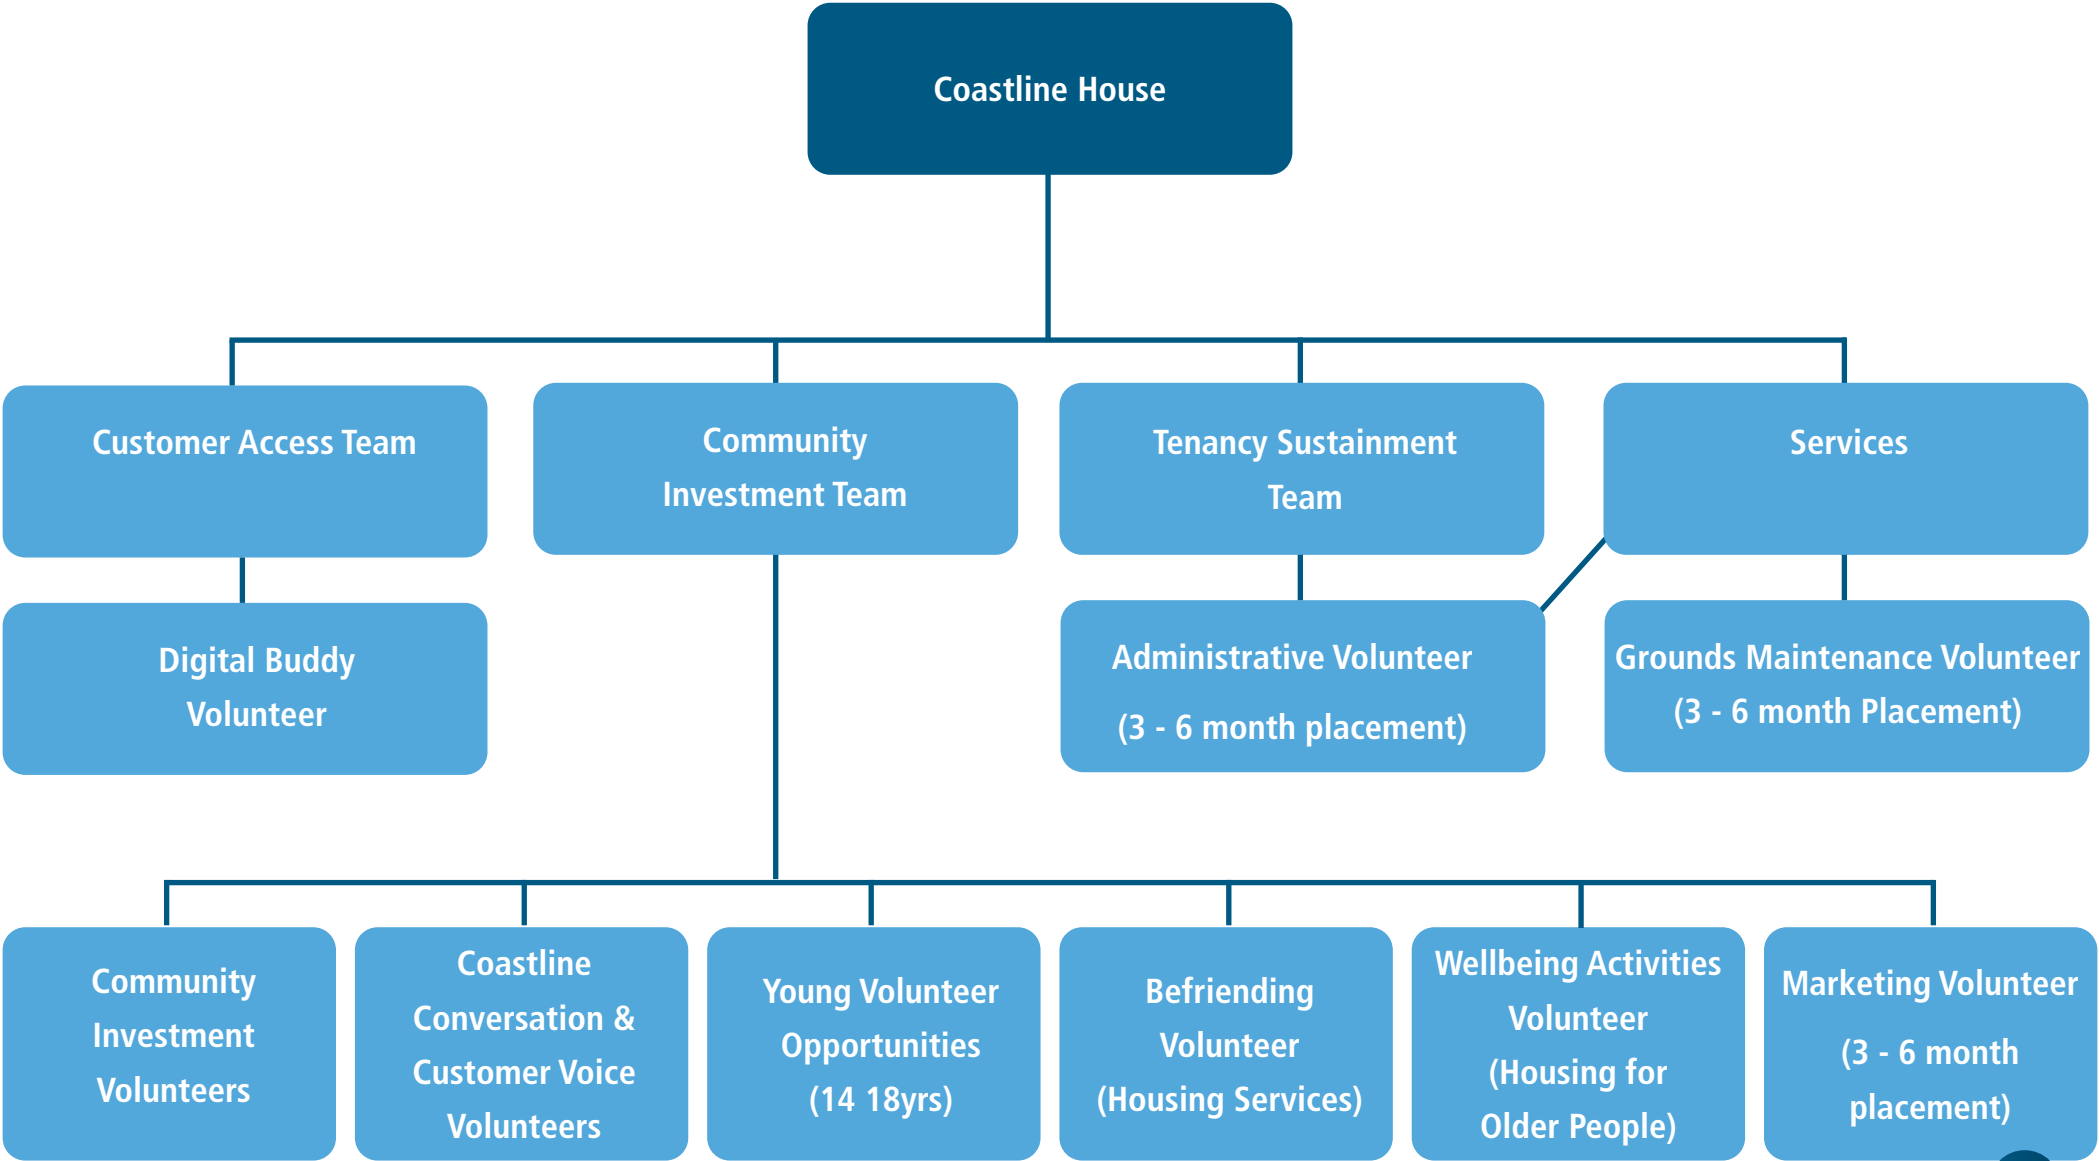 Coastline House
Customer Access Team
Community
Investment Team
Tenancy Sustainment
Team
Services
Digital Buddy
Volunteer
Administrative Volunteer
(3 - 6 month placement)
Grounds Maintenance Volunteer
(3 - 6 month Placement)
Community
Investment
Volunteers
Coastline
Conversation &
Customer Voice
Volunteers
Young Volunteer
Opportunities
(14 18yrs)
Befriending
Volunteer
(Housing Services)
Wellbeing Activities
Volunteer
(Housing for
Older People)
Marketing Volunteer
(3 - 6 month
placement)